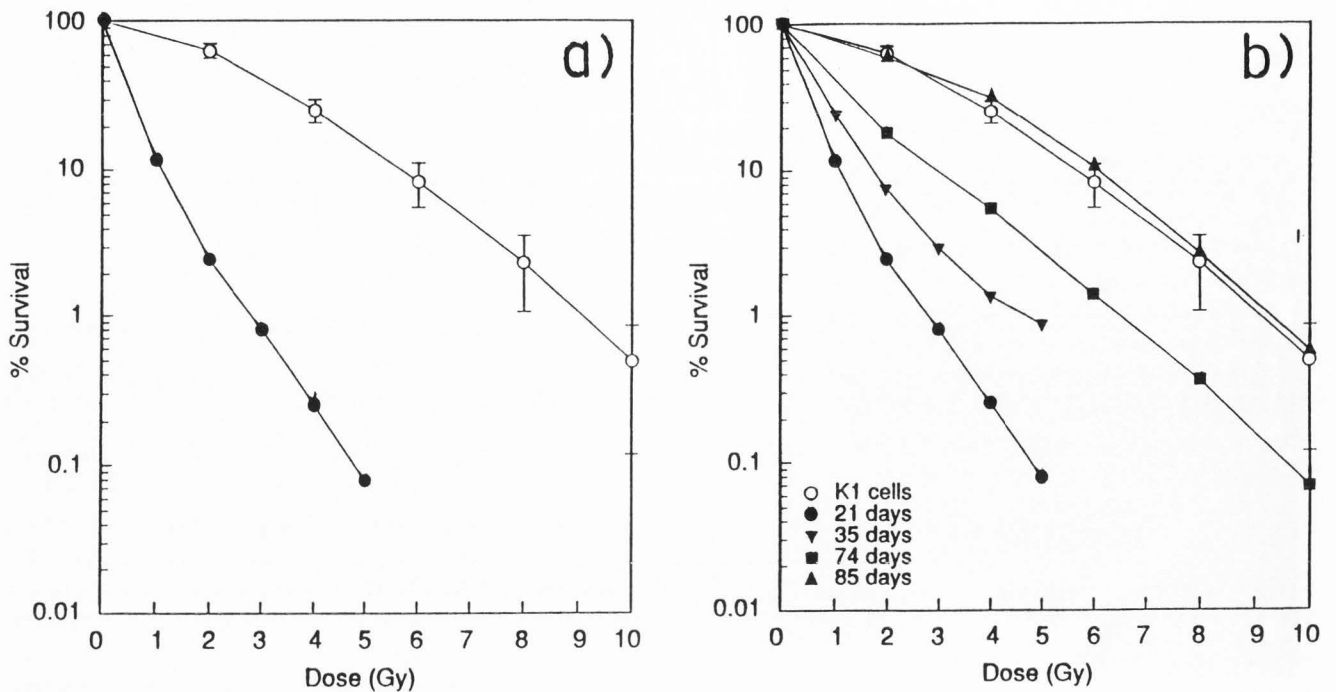 a)
100
10
1
0.1
0.01
% Survival
0 1 2 3 4 5 6 7 8 9 10
Dose (Gy)
b)
100
10
1
0.1
0.01
% Survival
K1 cells
21 days
35 days
74 days
85 days
0 1 2 3 4 5 6 7 8 9 10
Dose (Gy)